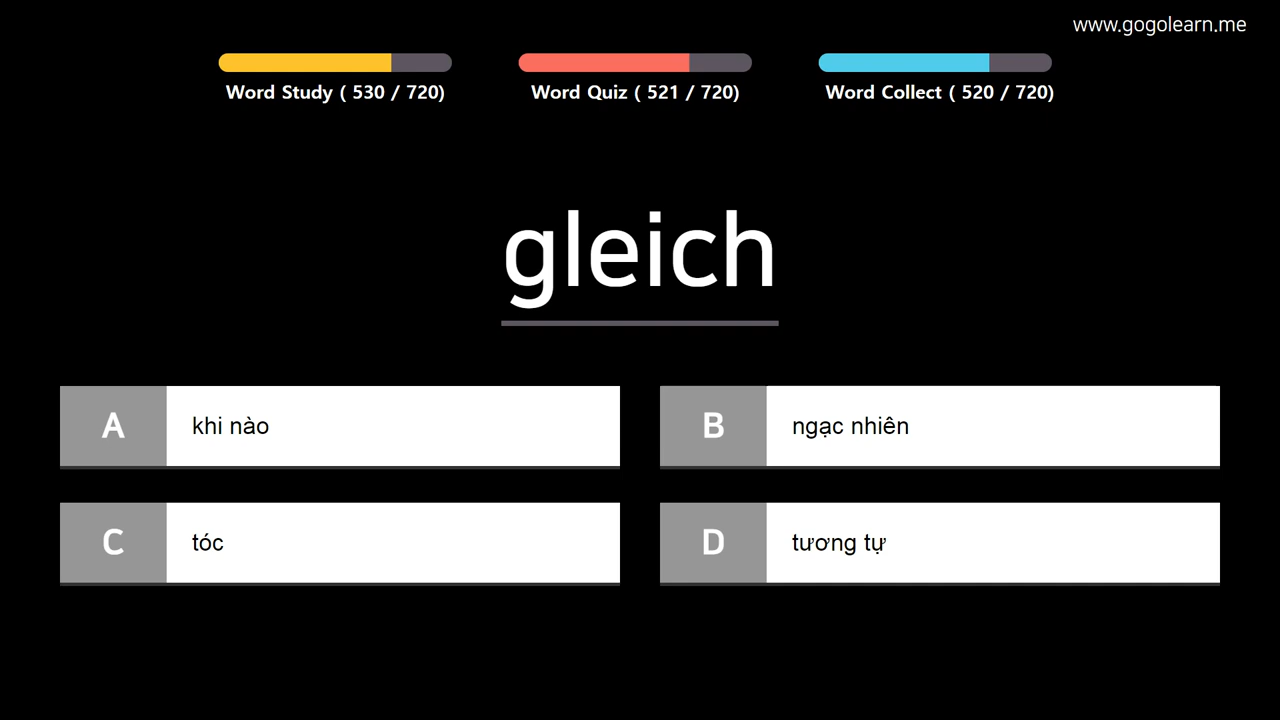 www.gogolearn.me
Word Study ( 530 / 720)
Word Quiz ( 521 / 720)
Word Collect ( 520 / 720)
gleich
A
khi nào
B
ngạc nhiên
C
tóc
D
tương tự